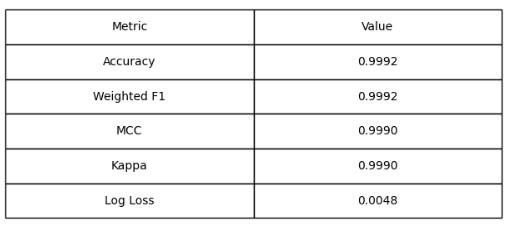 Metric Value
Accuracy 0.9992
Weighted F1 0.9992
MCC 0.9990
Kappa 0.9990
Log Loss 0.0048